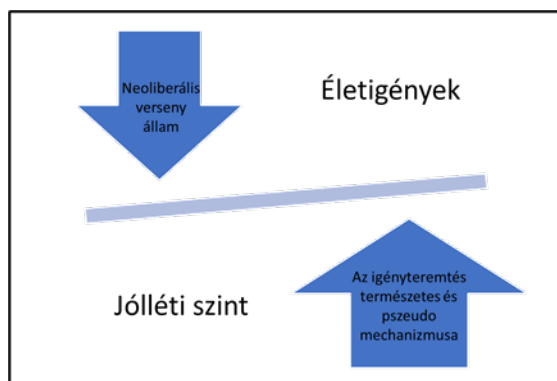 Neoliberális
verseny
állam
Életigények
Jólléti szint
Az igényteremtés
természetes és
pszeudo
mechanizmusa